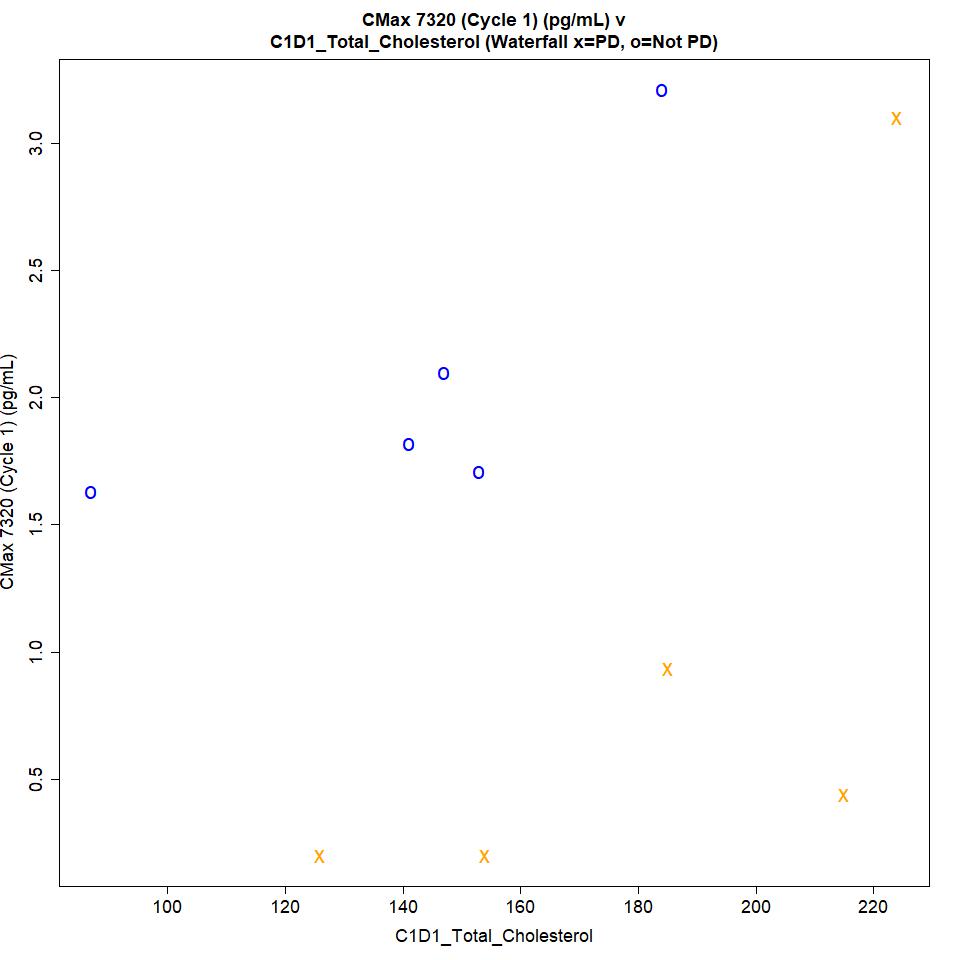 CMax 7320 (Cycle 1) (pg/mL) v
C1D1_Total_Cholesterol (Waterfall x=PD, o=Not PD)
CMax 7320 (Cycle 1) (pg/mL)
3.0
2.5
2.0
1.5
1.0
0.5
O
X
O
O
O
O
X
X
X
X
100 120 140 160 180 200 220
C1D1_Total_Cholesterol